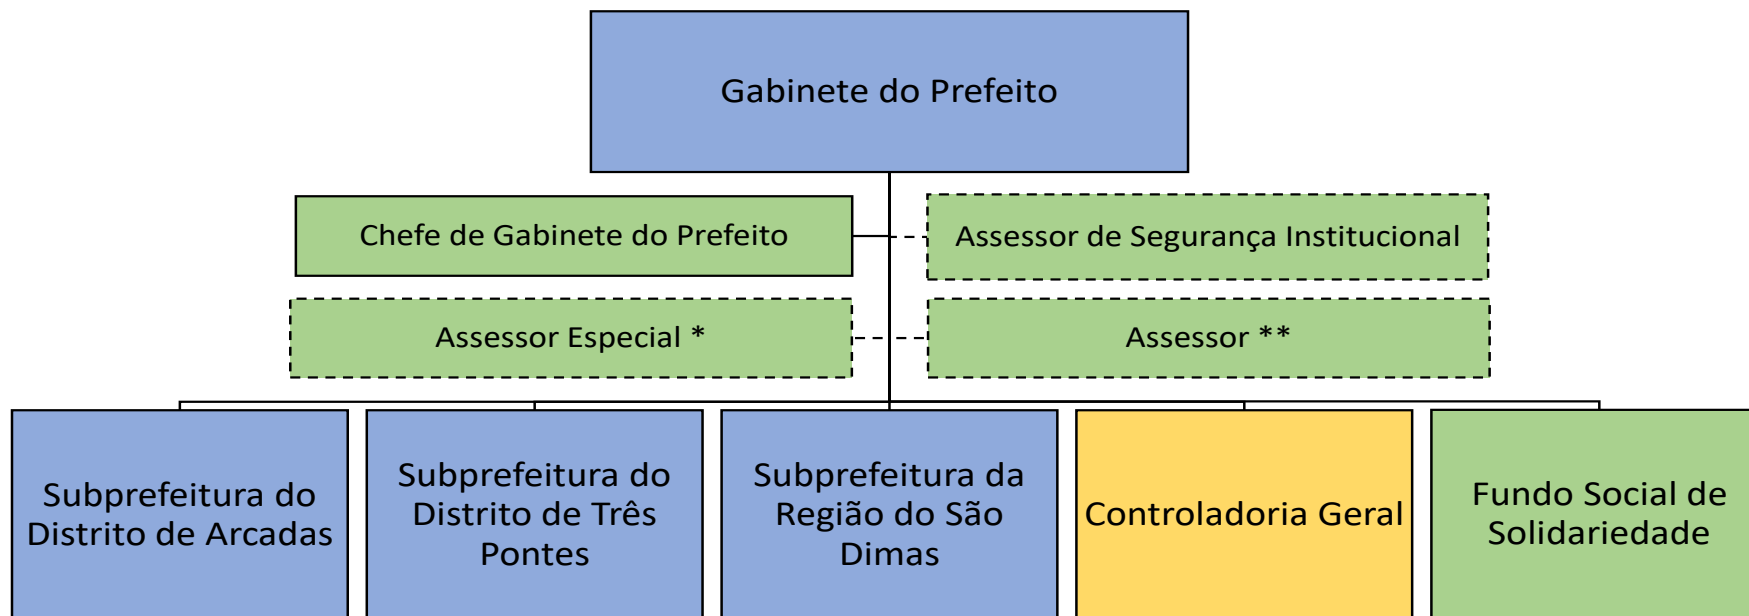 Gabinete do Prefeito
Chefe de Gabinete do Prefeito
Assessor de Segurança Institucional
Assessor Especial *
Assessor **
Subprefeitura do
Distrito de Arcadas
Subprefeitura do
Distrito de Três
Pontes
Subprefeitura da
Região do São
Dimas
Controladoria Geral
Fundo Social de
Solidariedade